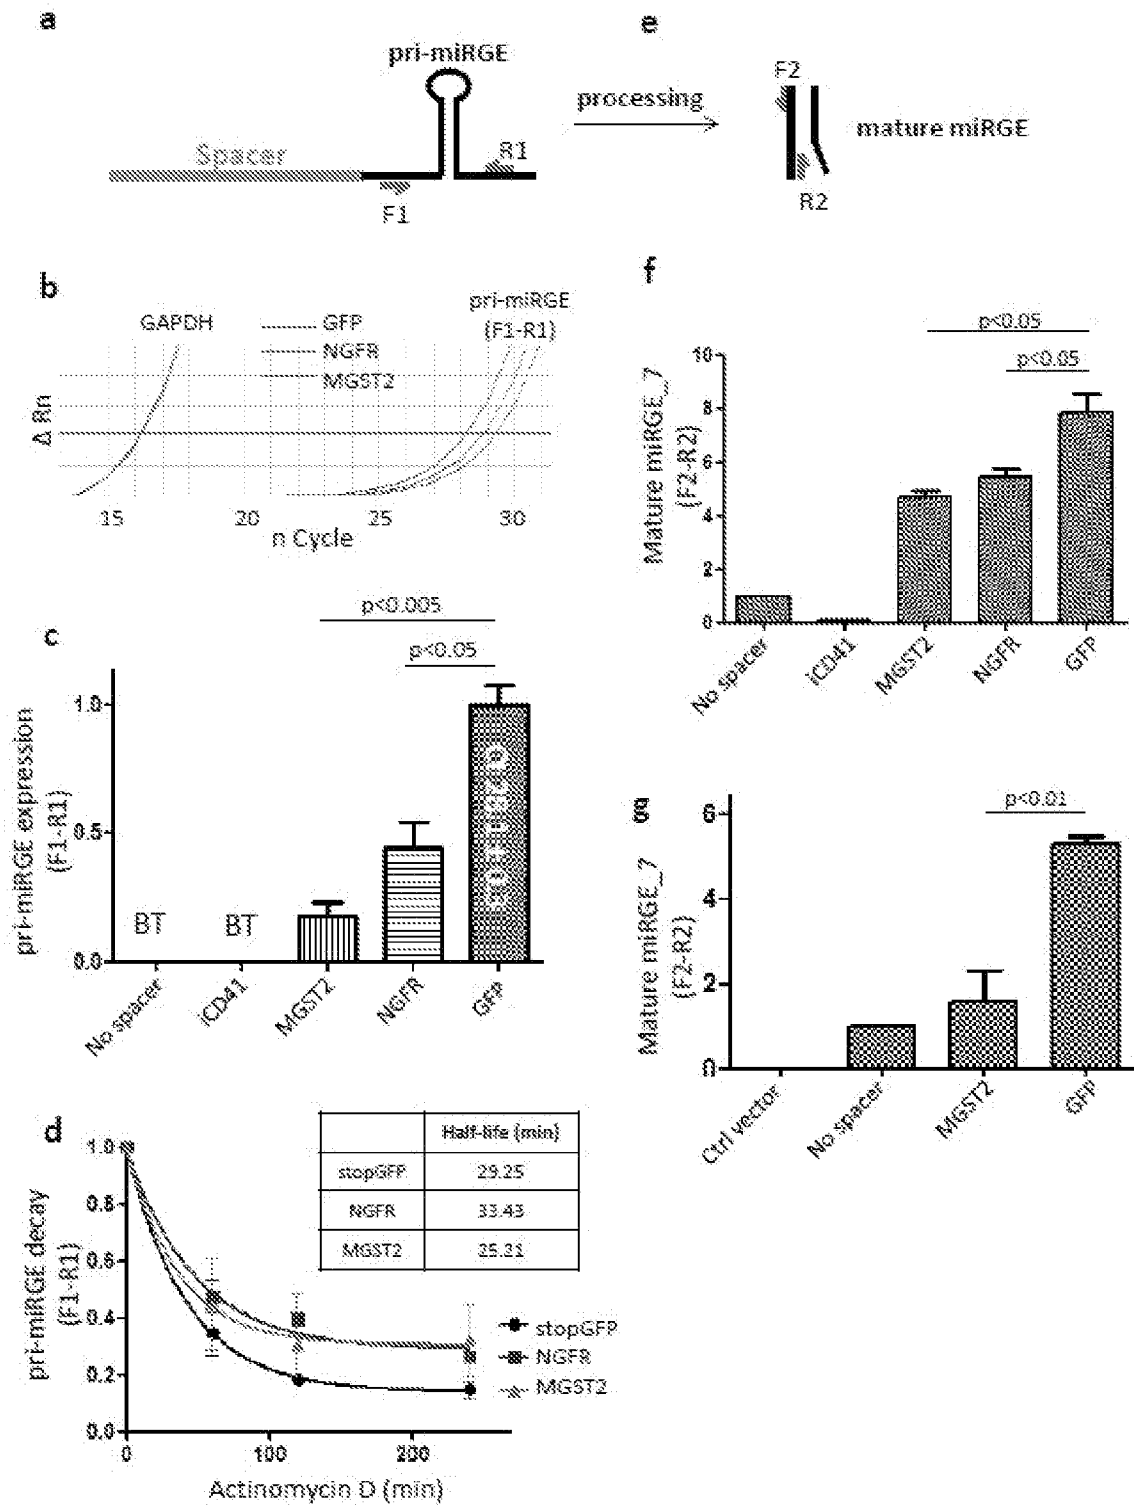 a
pri-miRGE
Spacer
R1
F1
processing
e
F2
mature miRGE
R2
b
GAPDH
GFP
NGFR
MGST2
pri-miRGE
(F1-R1)
Δ Rn
15
20
25
30
n Cycle
c
p<0.005
p<0.05
pri-miRGE expression
(F1-R1)
1.0
0.5
0.0
BT
BT
No spacer
iCD41
MGST2
NGFR
GFP
d
Half-life (min)
stopGFP
29.25
NGFR
33.43
MGST2
25.21
pri-miRGE decay
(F1-R1)
1.0
0.8
0.6
0.4
0.2
0.0
0
100
200
Actinomycin D (min)
stopGFP
NGFR
MGST2
f
p<0.05
p<0.05
Mature miRGE_7
(F2-R2)
10
8
6
4
2
0
No spacer
iCD41
MGST2
NGFR
GFP
g
p<0.01
Mature miRGE_7
(F2-R2)
6
4
2
0
Ctrl vector
No spacer
MGST2
GFP